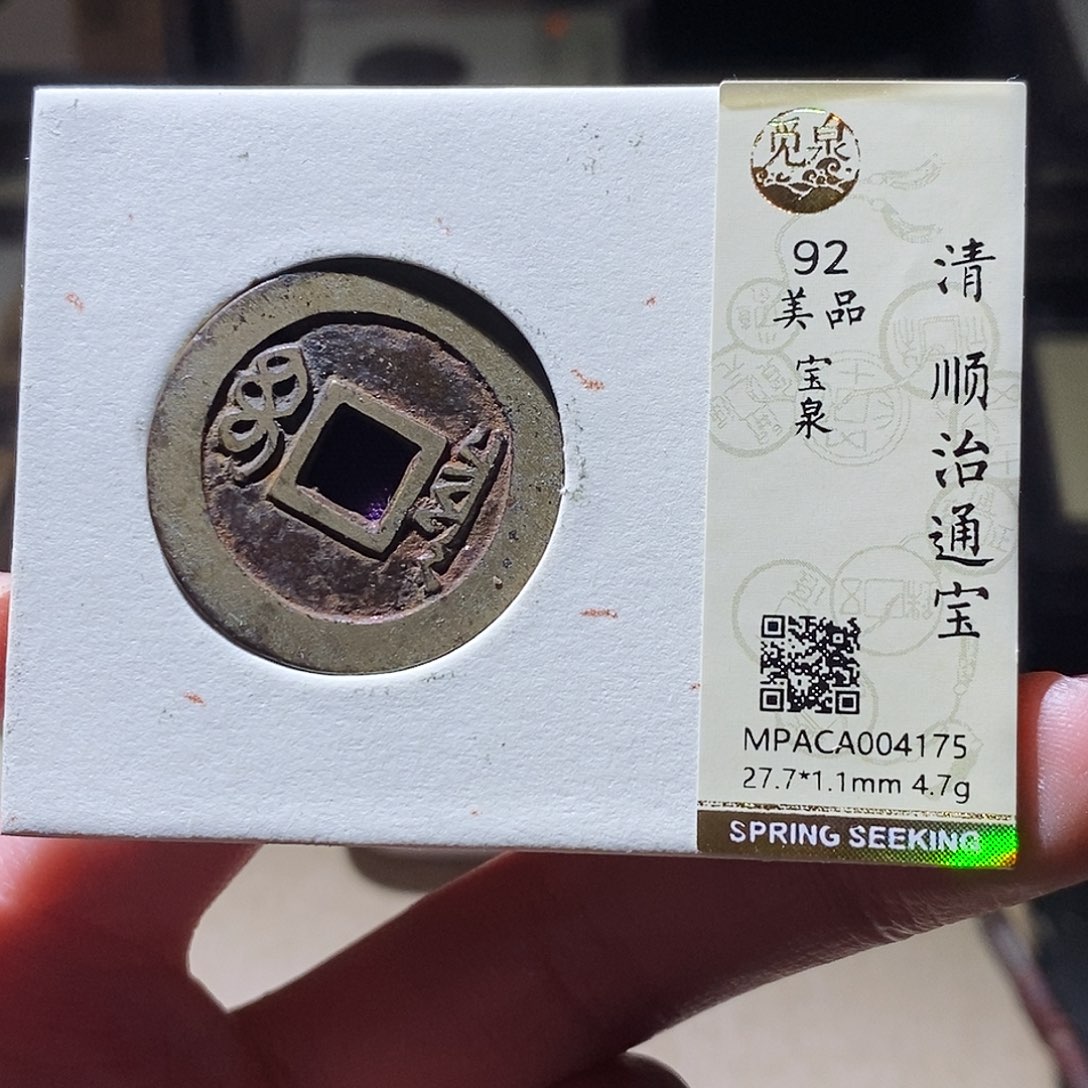 觅泉
清顺治通宝
92
美品
宝泉
MPACA004175
27.7*1.1mm 4.7g
SPRING SEEKING